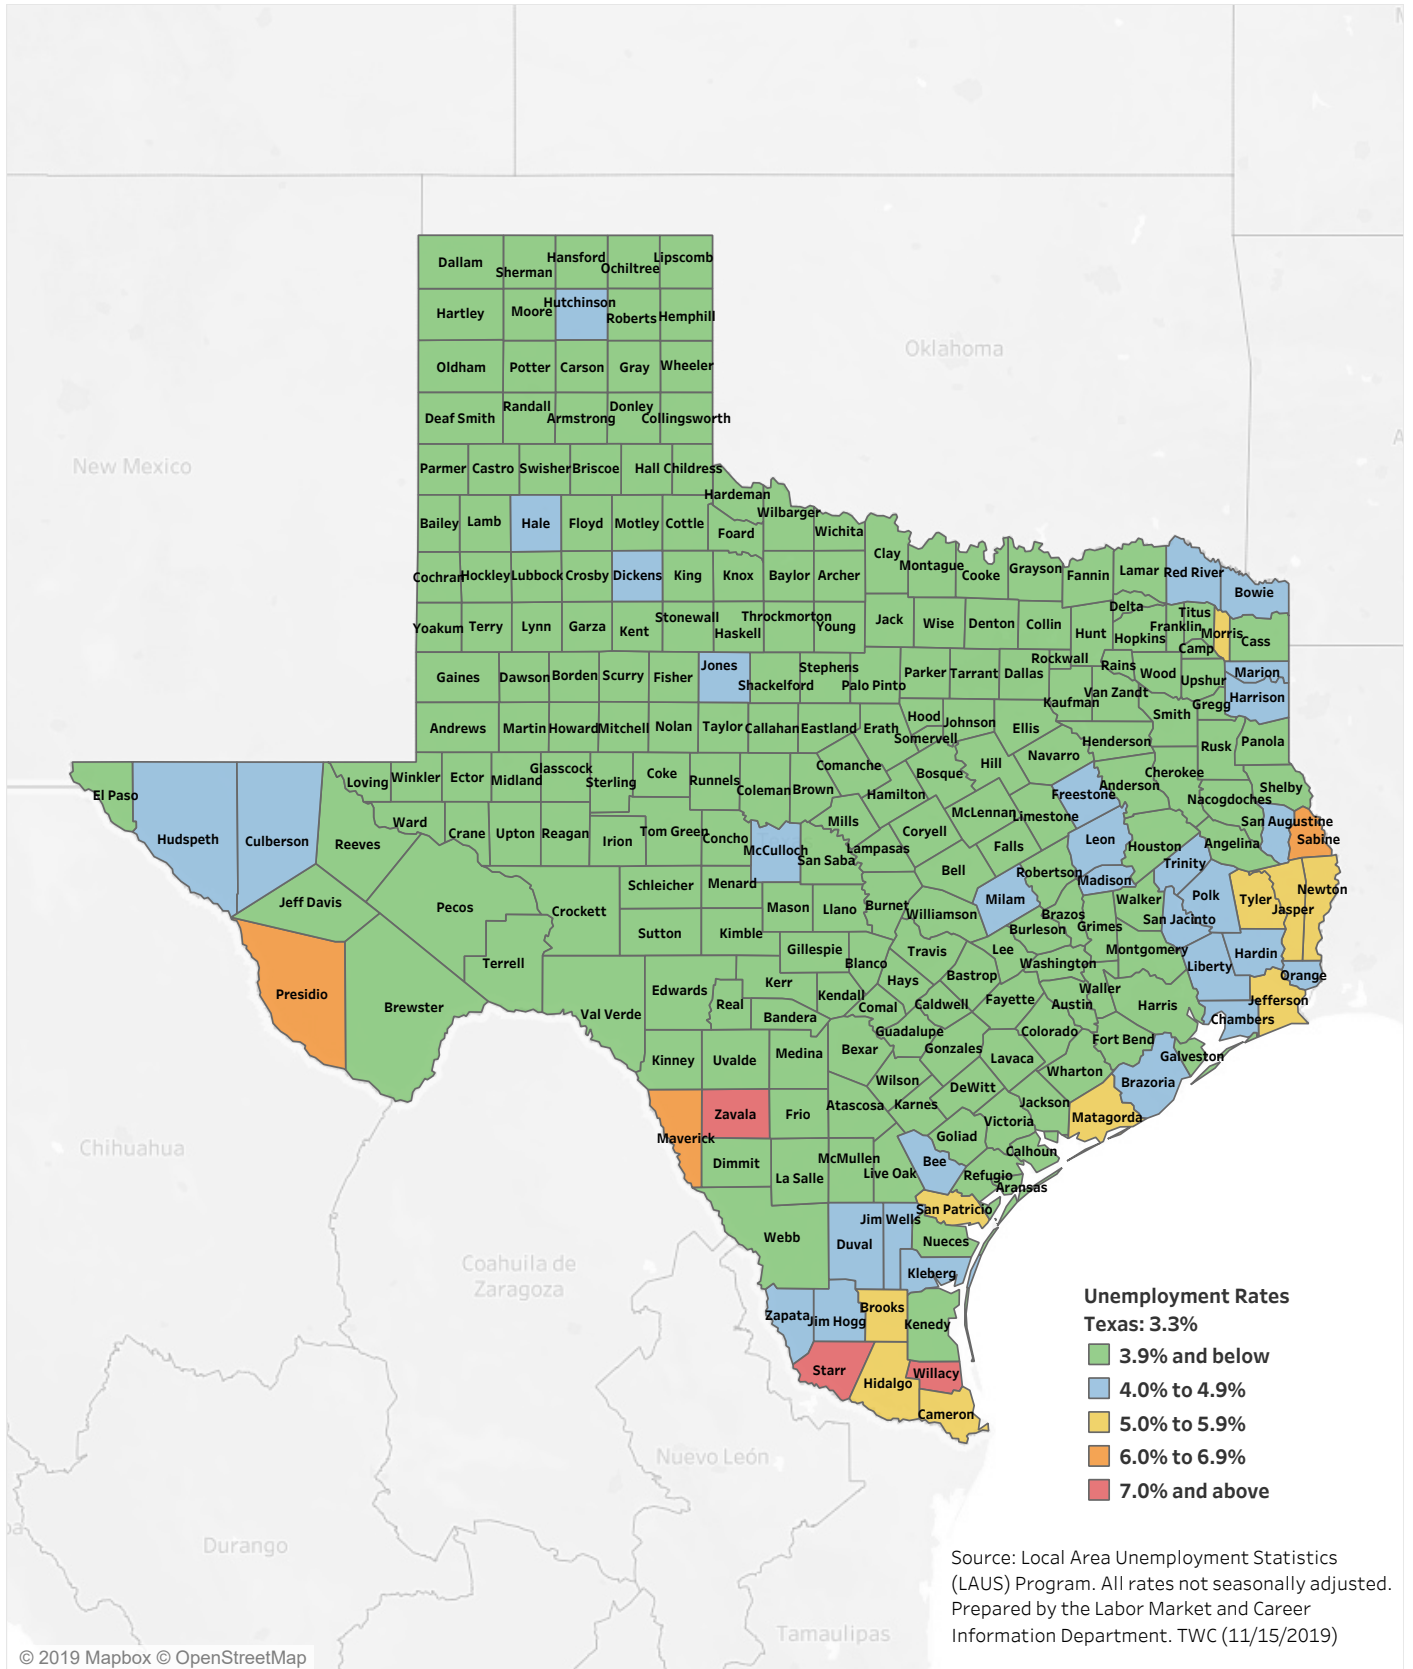 Oklahoma
New Mexico
Chihuahua
Coahuila de
Zaragoza
Nuevo León
Durango
Tamaulipas
Dallam
Sherman
Hansford
Ochiltree
Lipscomb
Hartley
Moore
Hutchinson
Roberts
Hemphill
Oldham
Potter
Carson
Gray
Wheeler
Deaf Smith
Randall
Armstrong
Donley
Collingsworth
Parmer
Castro
Swisher
Briscoe
Hall
Childress
Hardeman
Bailey
Lamb
Hale
Floyd
Motley
Cottle
Foard
Wilbarger
Wichita
Clay
Montague
Cooke
Grayson
Fannin
Lamar
Red River
Bowie
Cochran
Hockley
Lubbock
Crosby
Dickens
King
Knox
Baylor
Archer
Yoakum
Terry
Lynn
Garza
Kent
Stonewall
Haskell
Throckmorton
Young
Jack
Wise
Denton
Collin
Hunt
Delta
Hopkins
Titus
Franklin
Camp
Morris
Cass
Gaines
Dawson
Borden
Scurry
Fisher
Jones
Shackelford
Stephens
Palo Pinto
Parker
Tarrant
Dallas
Rockwall
Kaufman
Rains
Van Zandt
Wood
Upshur
Gregg
Marion
Harrison
Andrews
Martin
Howard
Mitchell
Nolan
Taylor
Callahan
Eastland
Erath
Hood
Somervell
Johnson
Ellis
Navarro
Henderson
Smith
Rusk
Panola
El Paso
Hudspeth
Culberson
Reeves
Loving
Winkler
Ector
Midland
Glasscock
Sterling
Coke
Runnels
Coleman
Brown
Comanche
Hamilton
Bosque
Hill
Freestone
Anderson
Cherokee
Nacogdoches
Shelby
San Augustine
Sabine
Ward
Crane
Upton
Reagan
Irion
Tom Green
Concho
McCulloch
San Saba
Mills
Lampasas
Coryell
McLennan
Limestone
Falls
Leon
Houston
Angelina
Trinity
Jeff Davis
Pecos
Crockett
Schleicher
Menard
Mason
Llano
Burnet
Bell
Williamson
Milam
Robertson
Madison
Brazos
Burleson
Grimes
Walker
San Jacinto
Polk
Tyler
Jasper
Newton
Presidio
Brewster
Terrell
Sutton
Kimble
Gillespie
Blanco
Travis
Lee
Washington
Montgomery
Liberty
Hardin
Orange
Jefferson
Chambers
Val Verde
Edwards
Real
Kerr
Kendall
Bandera
Comal
Hays
Caldwell
Bastrop
Fayette
Austin
Waller
Harris
Kinney
Uvalde
Medina
Bexar
Guadalupe
Gonzales
Lavaca
Colorado
Fort Bend
Galveston
Wharton
Brazoria
Wilson
DeWitt
Jackson
Matagorda
Maverick
Zavala
Frio
Atascosa
Karnes
Victoria
Goliad
Calhoun
Dimmit
La Salle
McMullen
Live Oak
Bee
Refugio
Aransas
San Patricio
Webb
Duval
Jim Wells
Nueces
Kleberg
Zapata
Jim Hogg
Brooks
Kenedy
Starr
Hidalgo
Willacy
Cameron
Unemployment Rates
Texas: 3.3%
3.9% and below
4.0% to 4.9%
5.0% to 5.9%
6.0% to 6.9%
7.0% and above
Source: Local Area Unemployment Statistics
(LAUS) Program. All rates not seasonally adjusted.
Prepared by the Labor Market and Career
Information Department. TWC (11/15/2019)
© 2019 Mapbox © OpenStreetMap